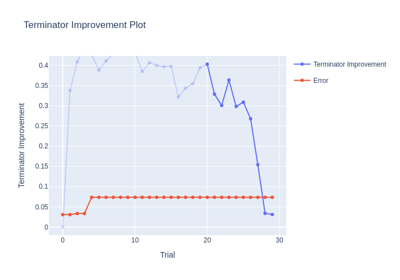 Terminator Improvement Plot
Terminator Improvement
Error
0.4
0.35
0.3
0.25
0.2
0.15
0.1
0.05
0
Terminator Improvement
0
10
20
30
Trial